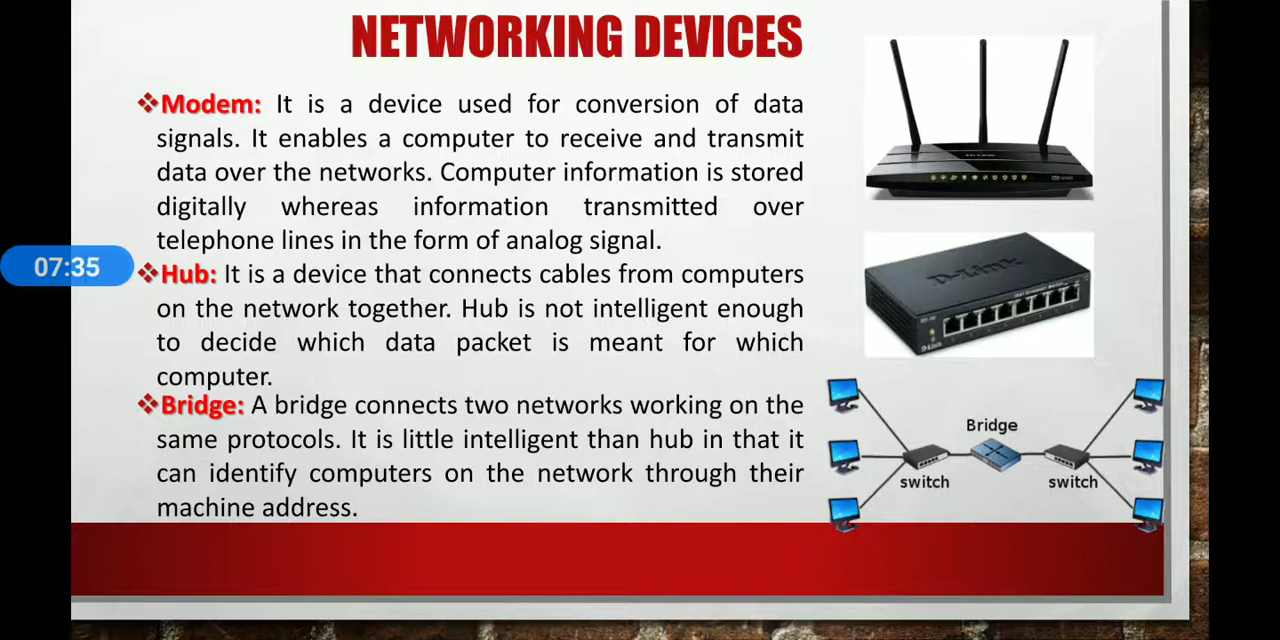 NETWORKING DEVICES
❖Modem: It is a device used for conversion of data
signals. It enables a computer to receive and transmit
data over the networks. Computer information is stored
digitally whereas information transmitted over
telephone lines in the form of analog signal.
07:35
❖Hub: It is a device that connects cables from computers
on the network together. Hub is not intelligent enough
to decide which data packet is meant for which
computer.
❖Bridge: A bridge connects two networks working on the
same protocols. It is little intelligent than hub in that it
can identify computers on the network through their
machine address.
D-Link
D-Link
Bridge
switch
switch